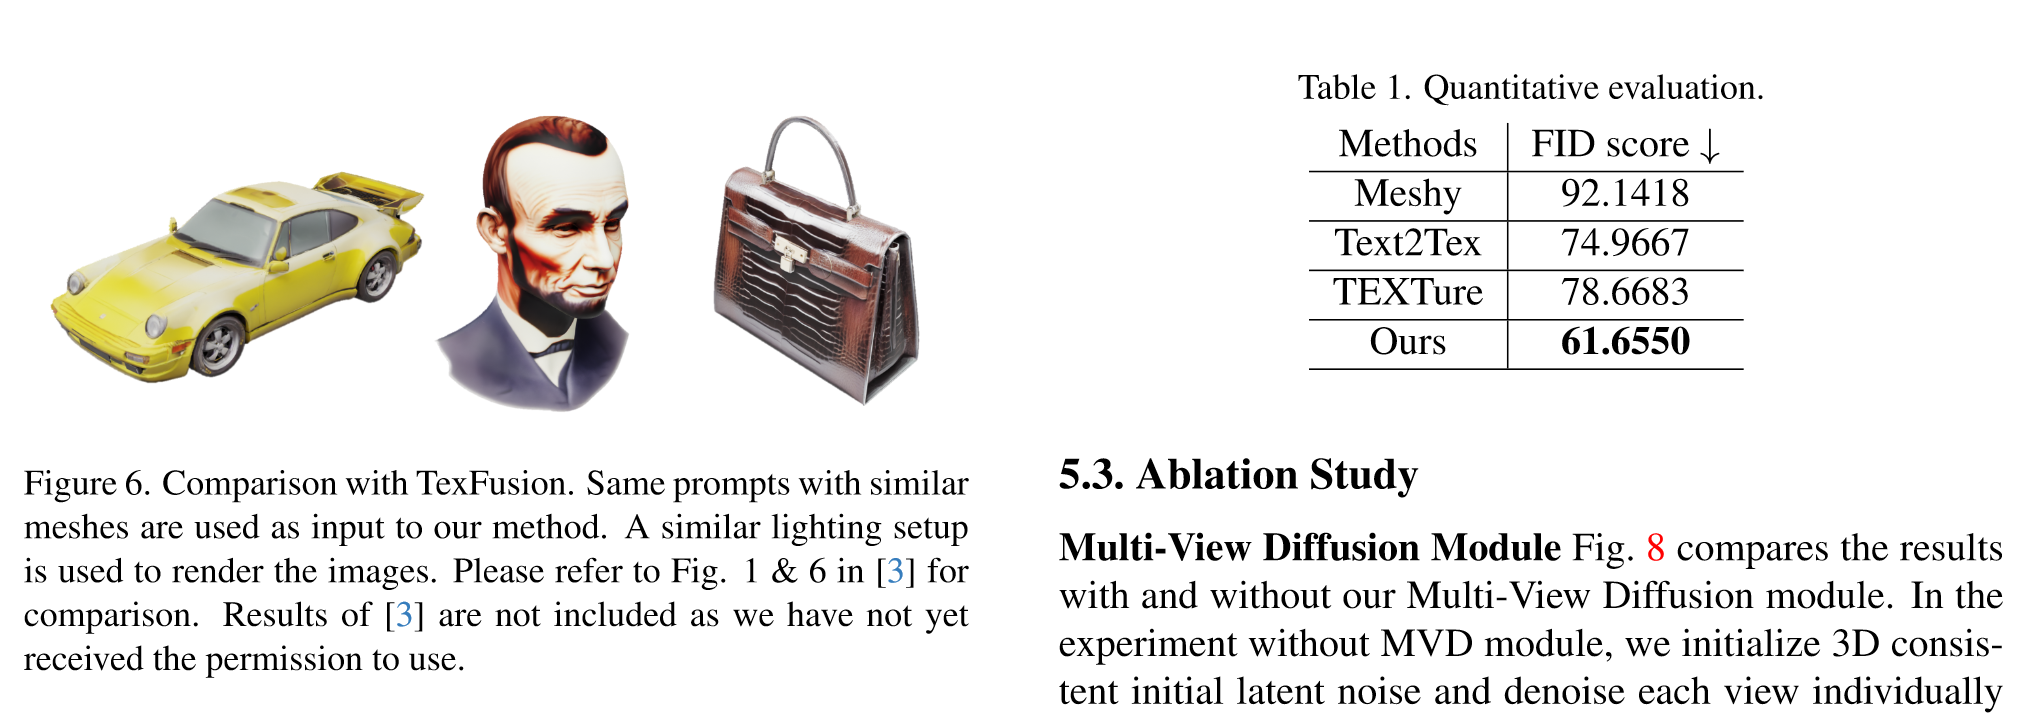 Figure 6. Comparison with TexFusion. Same prompts with similar
meshes are used as input to our method. A similar lighting setup
is used to render the images. Please refer to Fig. 1 & 6 in [3] for
comparison. Results of [3] are not included as we have not yet
received the permission to use.
Table 1. Quantitative evaluation.
Methods FID score ↓
Meshy 92.1418
Text2Tex 74.9667
TEXTure 78.6683
Ours 61.6550
5.3. Ablation Study
Multi-View Diffusion Module Fig. 8 compares the results
with and without our Multi-View Diffusion module. In the
experiment without MVD module, we initialize 3D consis-
tent initial latent noise and denoise each view individually